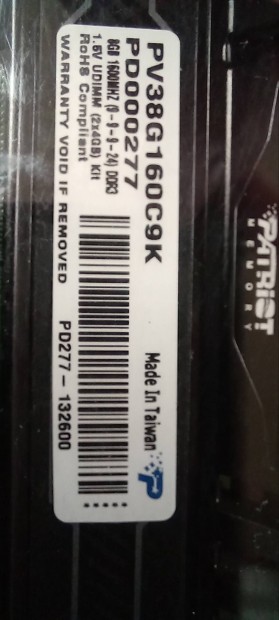 PV38G160C9K
PD000277
8GB 1600MHZ (9-9-9-24) DDR3
1.5V UDIMM (2x4GB) Kit
RoHS Compliant
WARRANTY VOID IF REMOVED
Made In Taiwan
PD277-132600
PATRIOT
MEMORY